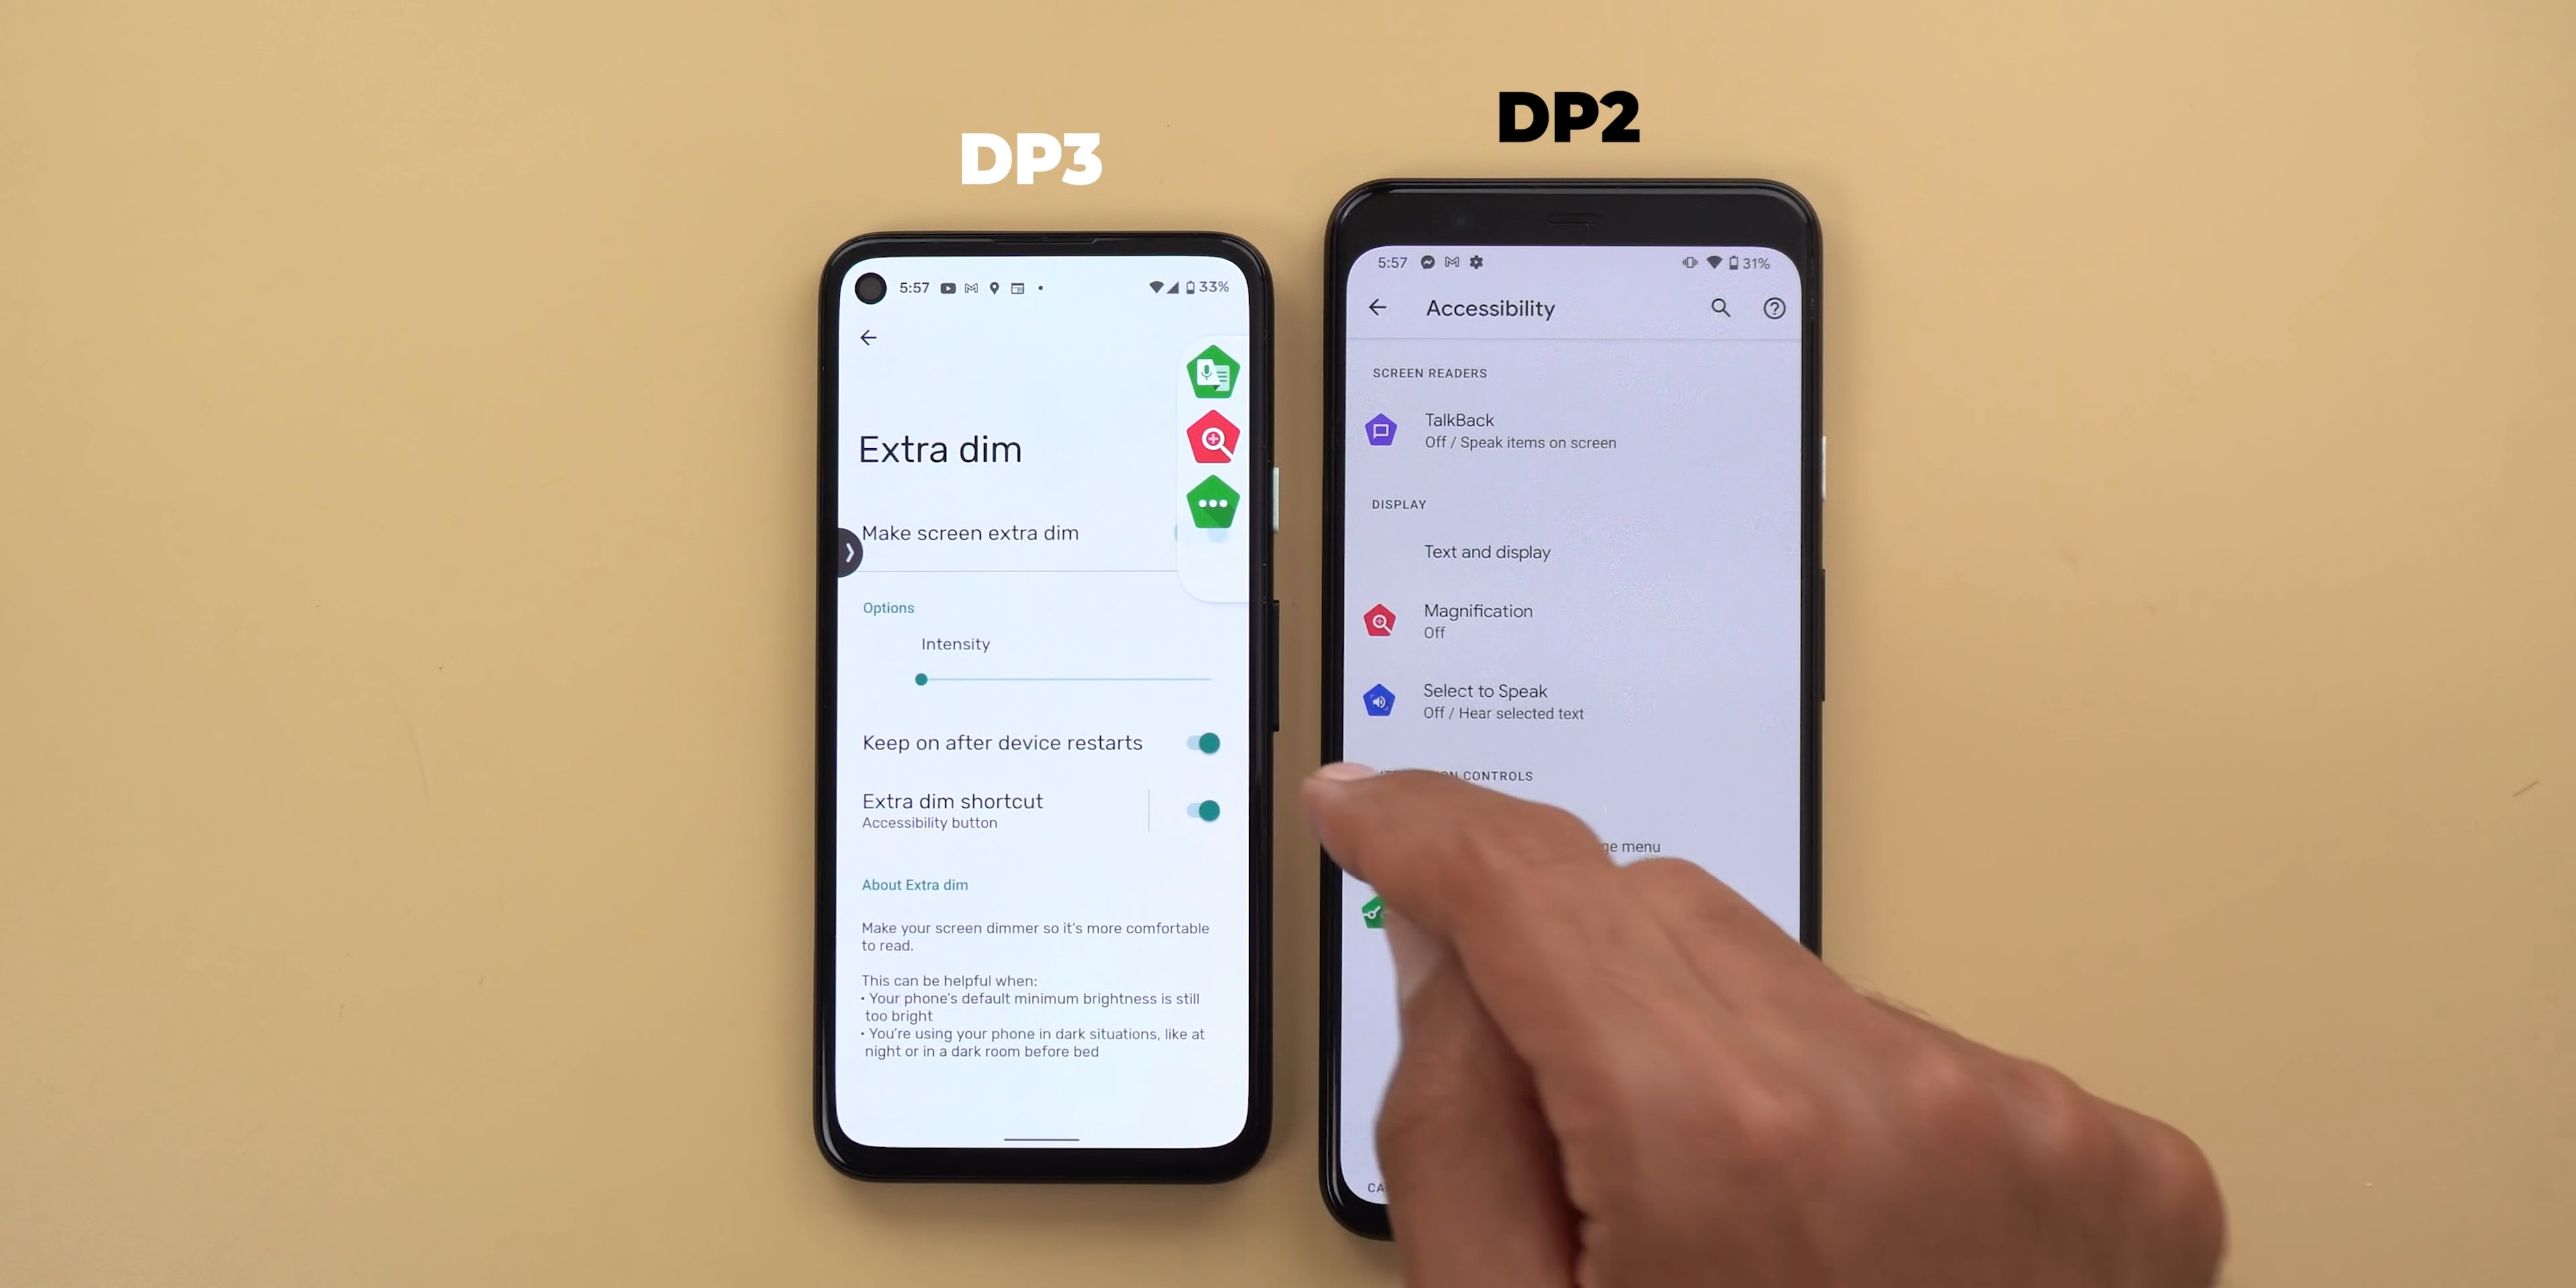 DP3
DP2
5:57
33%
Extra dim
Make screen extra dim
Options
Intensity
Keep on after device restarts
Extra dim shortcut
Accessibility button
About Extra dim
Make your screen dimmer so it's more comfortable
to read.
This can be helpful when:
• Your phone's default minimum brightness is still
too bright
• You're using your phone in dark situations, like at
night or in a dark room before bed
5:57
31%
Accessibility
SCREEN READERS
TalkBack
Off / Speak items on screen
DISPLAY
Text and display
Magnification
Off
Select to Speak
Off / Hear selected text
CONTROLS
menu